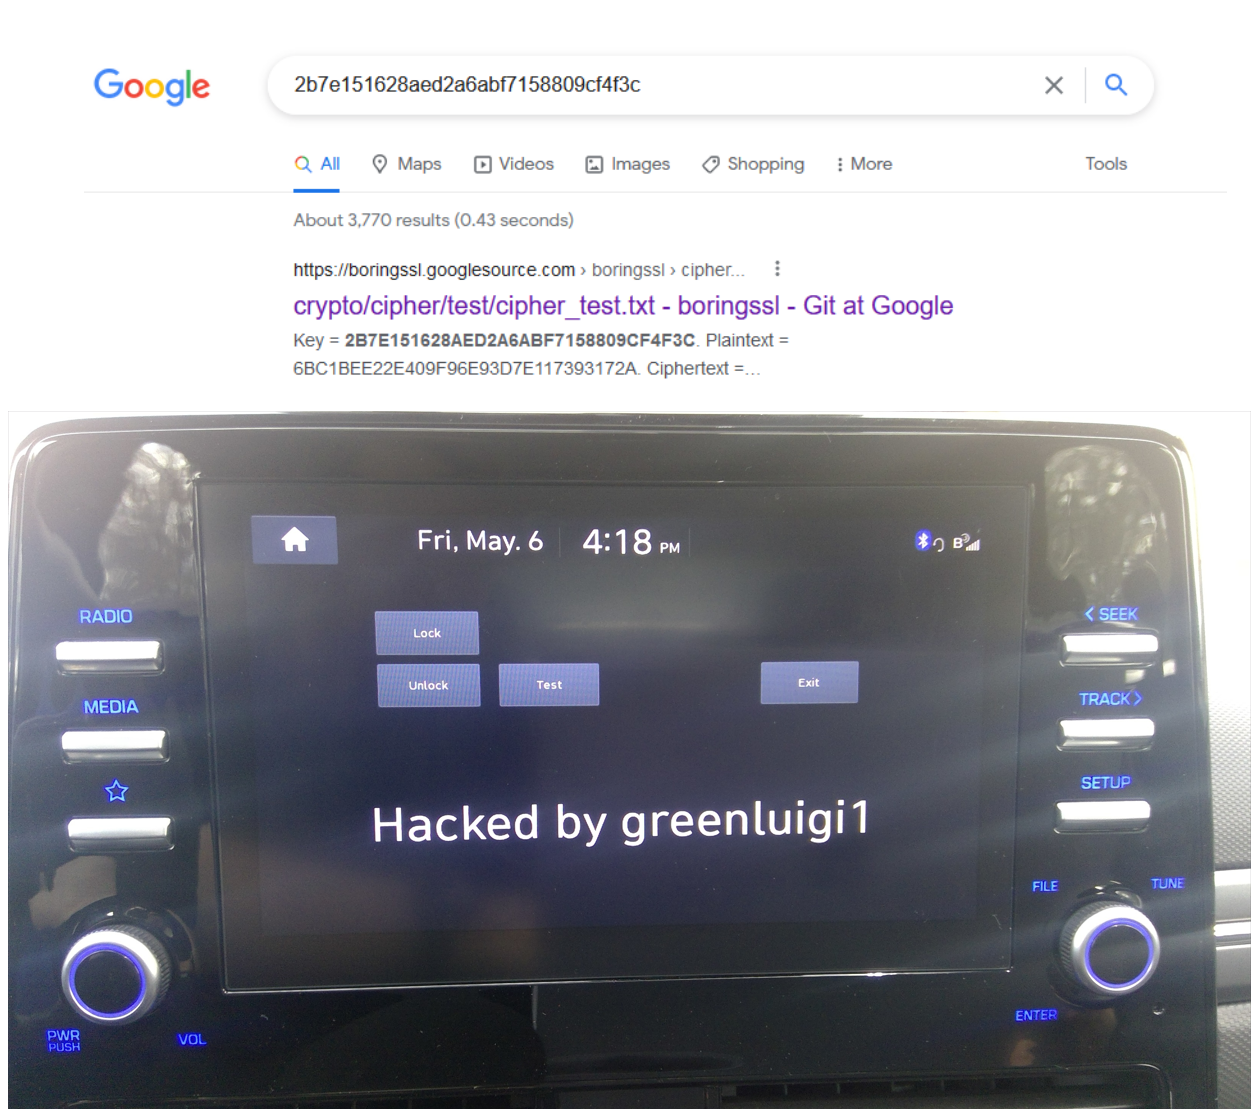 Google
2b7e151628aed2a6abf7158809cf4f3c
All Maps Videos Images Shopping More Tools
About 3,770 results (0.43 seconds)
https://boringssl.googlesource.com › boringssl › cipher...
crypto/cipher/test/cipher_test.txt - boringssl - Git at Google
Key = 2B7E151628AED2A6ABF7158809CF4F3C. Plaintext =
6BC1BEE22E409F96E93D7E117393172A. Ciphertext =...
Fri, May. 6 4:18 PM
B
RADIO
< SEEK
Lock
Unlock Test Exit
MEDIA
TRACK >
SETUP
Hacked by greenluigi1
FILE TUNE
ENTER
PWR
PUSH
VOL